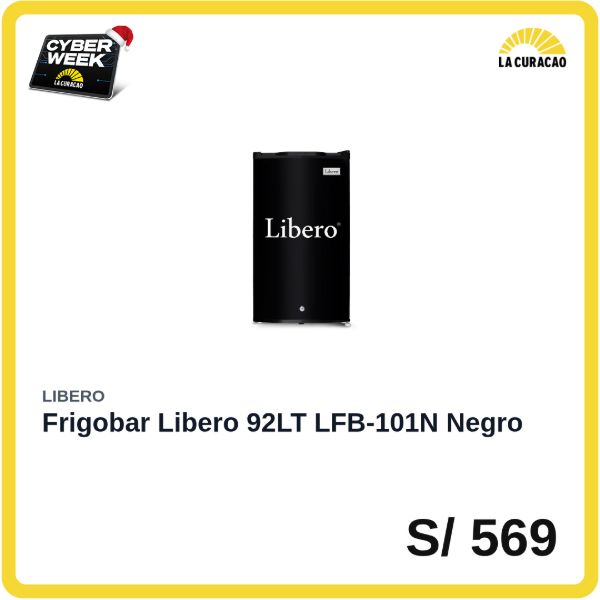 CYBER
WEEK
LA CURACAO
LA CURACAO
Libero
Libero®
LIBERO
Frigobar Libero 92LT LFB-101N Negro
S/ 569